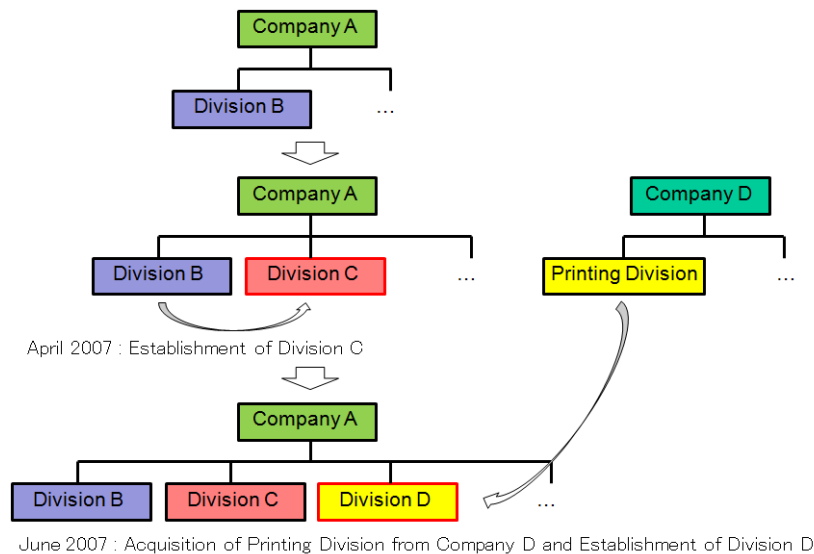 Company A
Division B
...
Company A
Company D
Division B
Division C
...
Printing Division
...
April 2007 : Establishment of Division C
Company A
Division B
Division C
Division D
...
June 2007 : Acquisition of Printing Division from Company D and Establishment of Division D